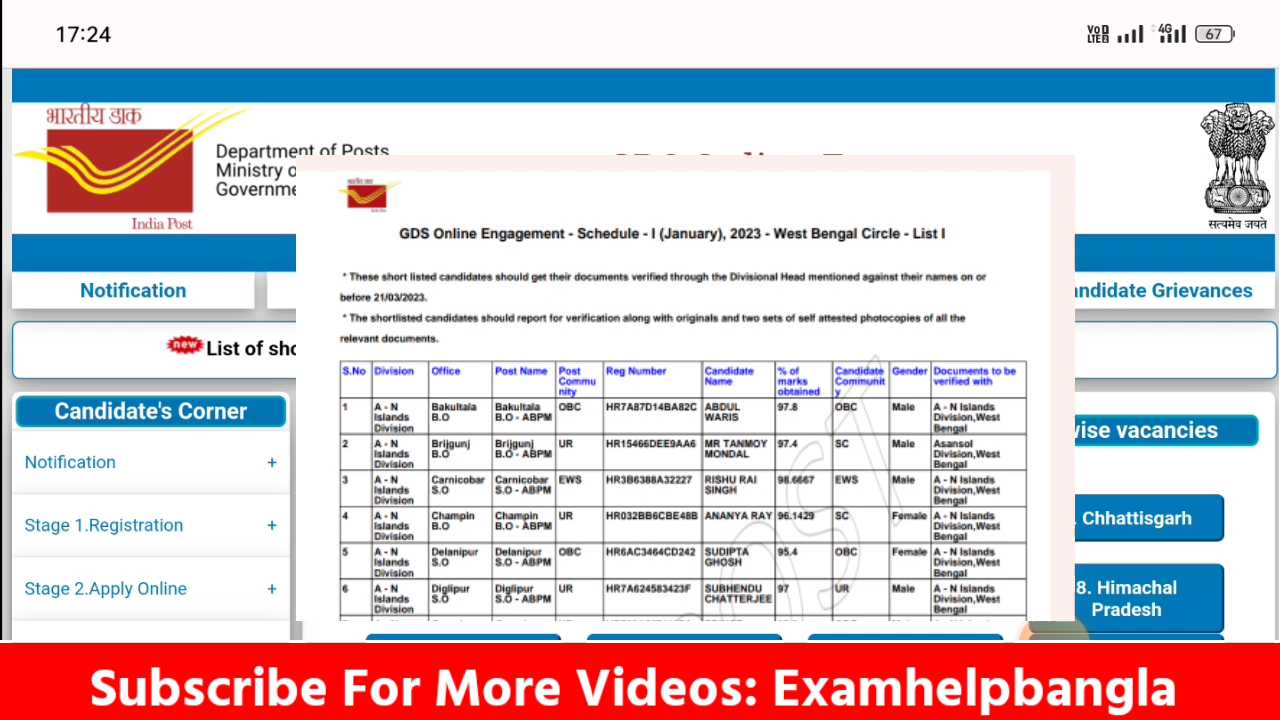 17:24
VoD LTE2 4G 67
भारतीय डाक
India Post
Department of Posts
Ministry
Governme
सत्यमेव जयते
Notification
andidate Grievances
new List of sho
Candidate's Corner
Notification +
Stage 1.Registration +
Stage 2.Apply Online +
wise vacancies
Chhattisgarh
8. Himachal
Pradesh
GDS Online Engagement - Schedule - I (January), 2023 - West Bengal Circle - List I
* These short listed candidates should get their documents verified through the Divisional Head mentioned against their names on or
before 21/03/2023.
* The shortlisted candidates should report for verification along with originals and two sets of self attested photocopies of all the
relevant documents.
S.No Division Office Post Name Post Commu nity Reg Number Candidate Name % of marks obtained Candidate Communit y Gender Documents to be verified with
1 A - N Islands Division Bakultala B.O Bakultala B.O - ABPM OBC HR7A87D14BA82C ABDUL WARIS 97.8 OBC Male A - N Islands Division,West Bengal
2 A - N Islands Division Brijgunj B.O Brijgunj B.O - ABPM UR HR15466DEE9AA6 MR TANMOY MONDAL 97.4 SC Male Asansol Division,West Bengal
3 A - N Islands Division Carnicobar S.O Carnicobar S.O - ABPM EWS HR3B6388A32227 RISHU RAI SINGH 98.6667 EWS Male A - N Islands Division,West Bengal
4 A - N Islands Division Champin B.O Champin B.O - ABPM UR HR032BB6CBE48B ANANYA RAY 96.1429 SC Female A - N Islands Division,West Bengal
5 A - N Islands Division Delanipur S.O Delanipur S.O - ABPM OBC HR6AC3464CD242 SUDIPTA GHOSH 95.4 OBC Female A - N Islands Division,West Bengal
6 A - N Islands Division Diglipur S.O Diglipur S.O - ABPM UR HR7A624583423F SUBHENDU CHATTERJEE 97 UR Male A - N Islands Division,West Bengal
Subscribe For More Videos: Examhelpbangla